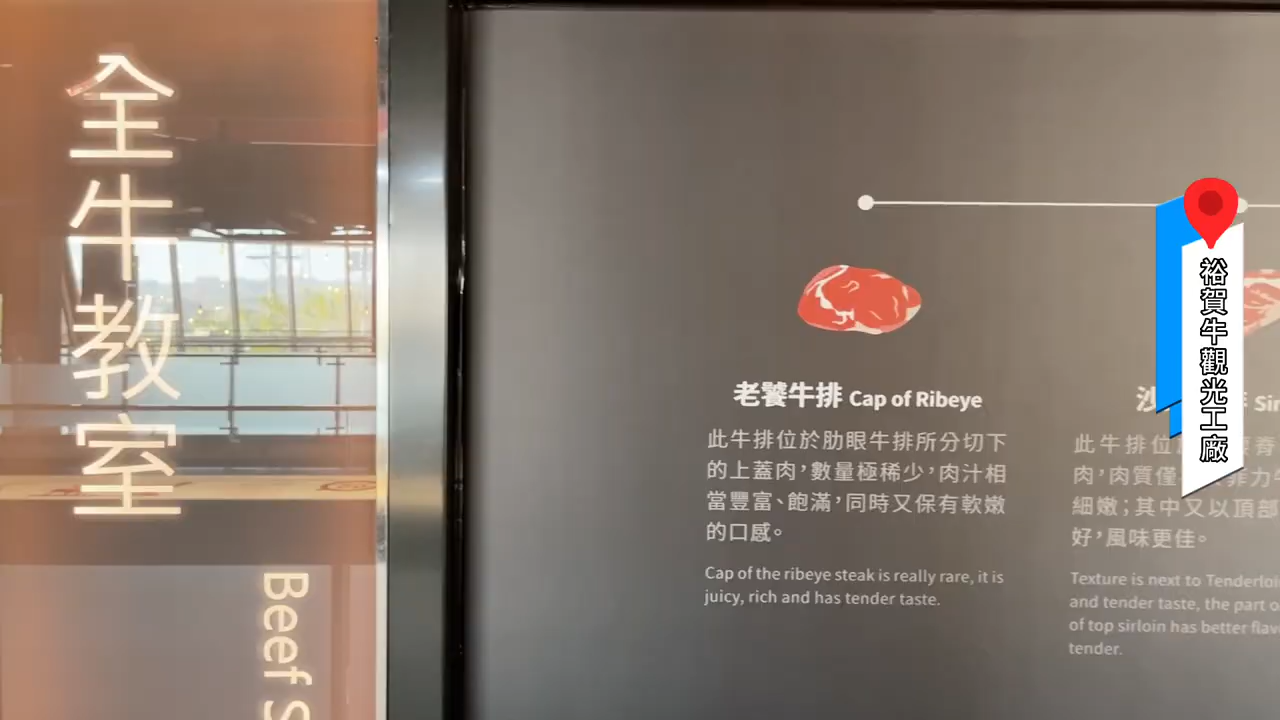 全牛教室
Beef S
老饕牛排 Cap of Ribeye
此牛排位於肋眼牛排所分切下
的上蓋肉，數量極稀少，肉汁相
當豐富、飽滿，同時又保有軟嫩
的口感。
Cap of the ribeye steak is really rare, it is
juicy, rich and has tender taste.
沙
排 Sir
此牛排位
脊
肉，肉質僅
菲力牛
細嫩；其中又以頂部
好，風味更佳。
Texture is next to Tenderloi
and tender taste, the part o
of top sirloin has better flav
tender.
裕賀牛觀光工廠